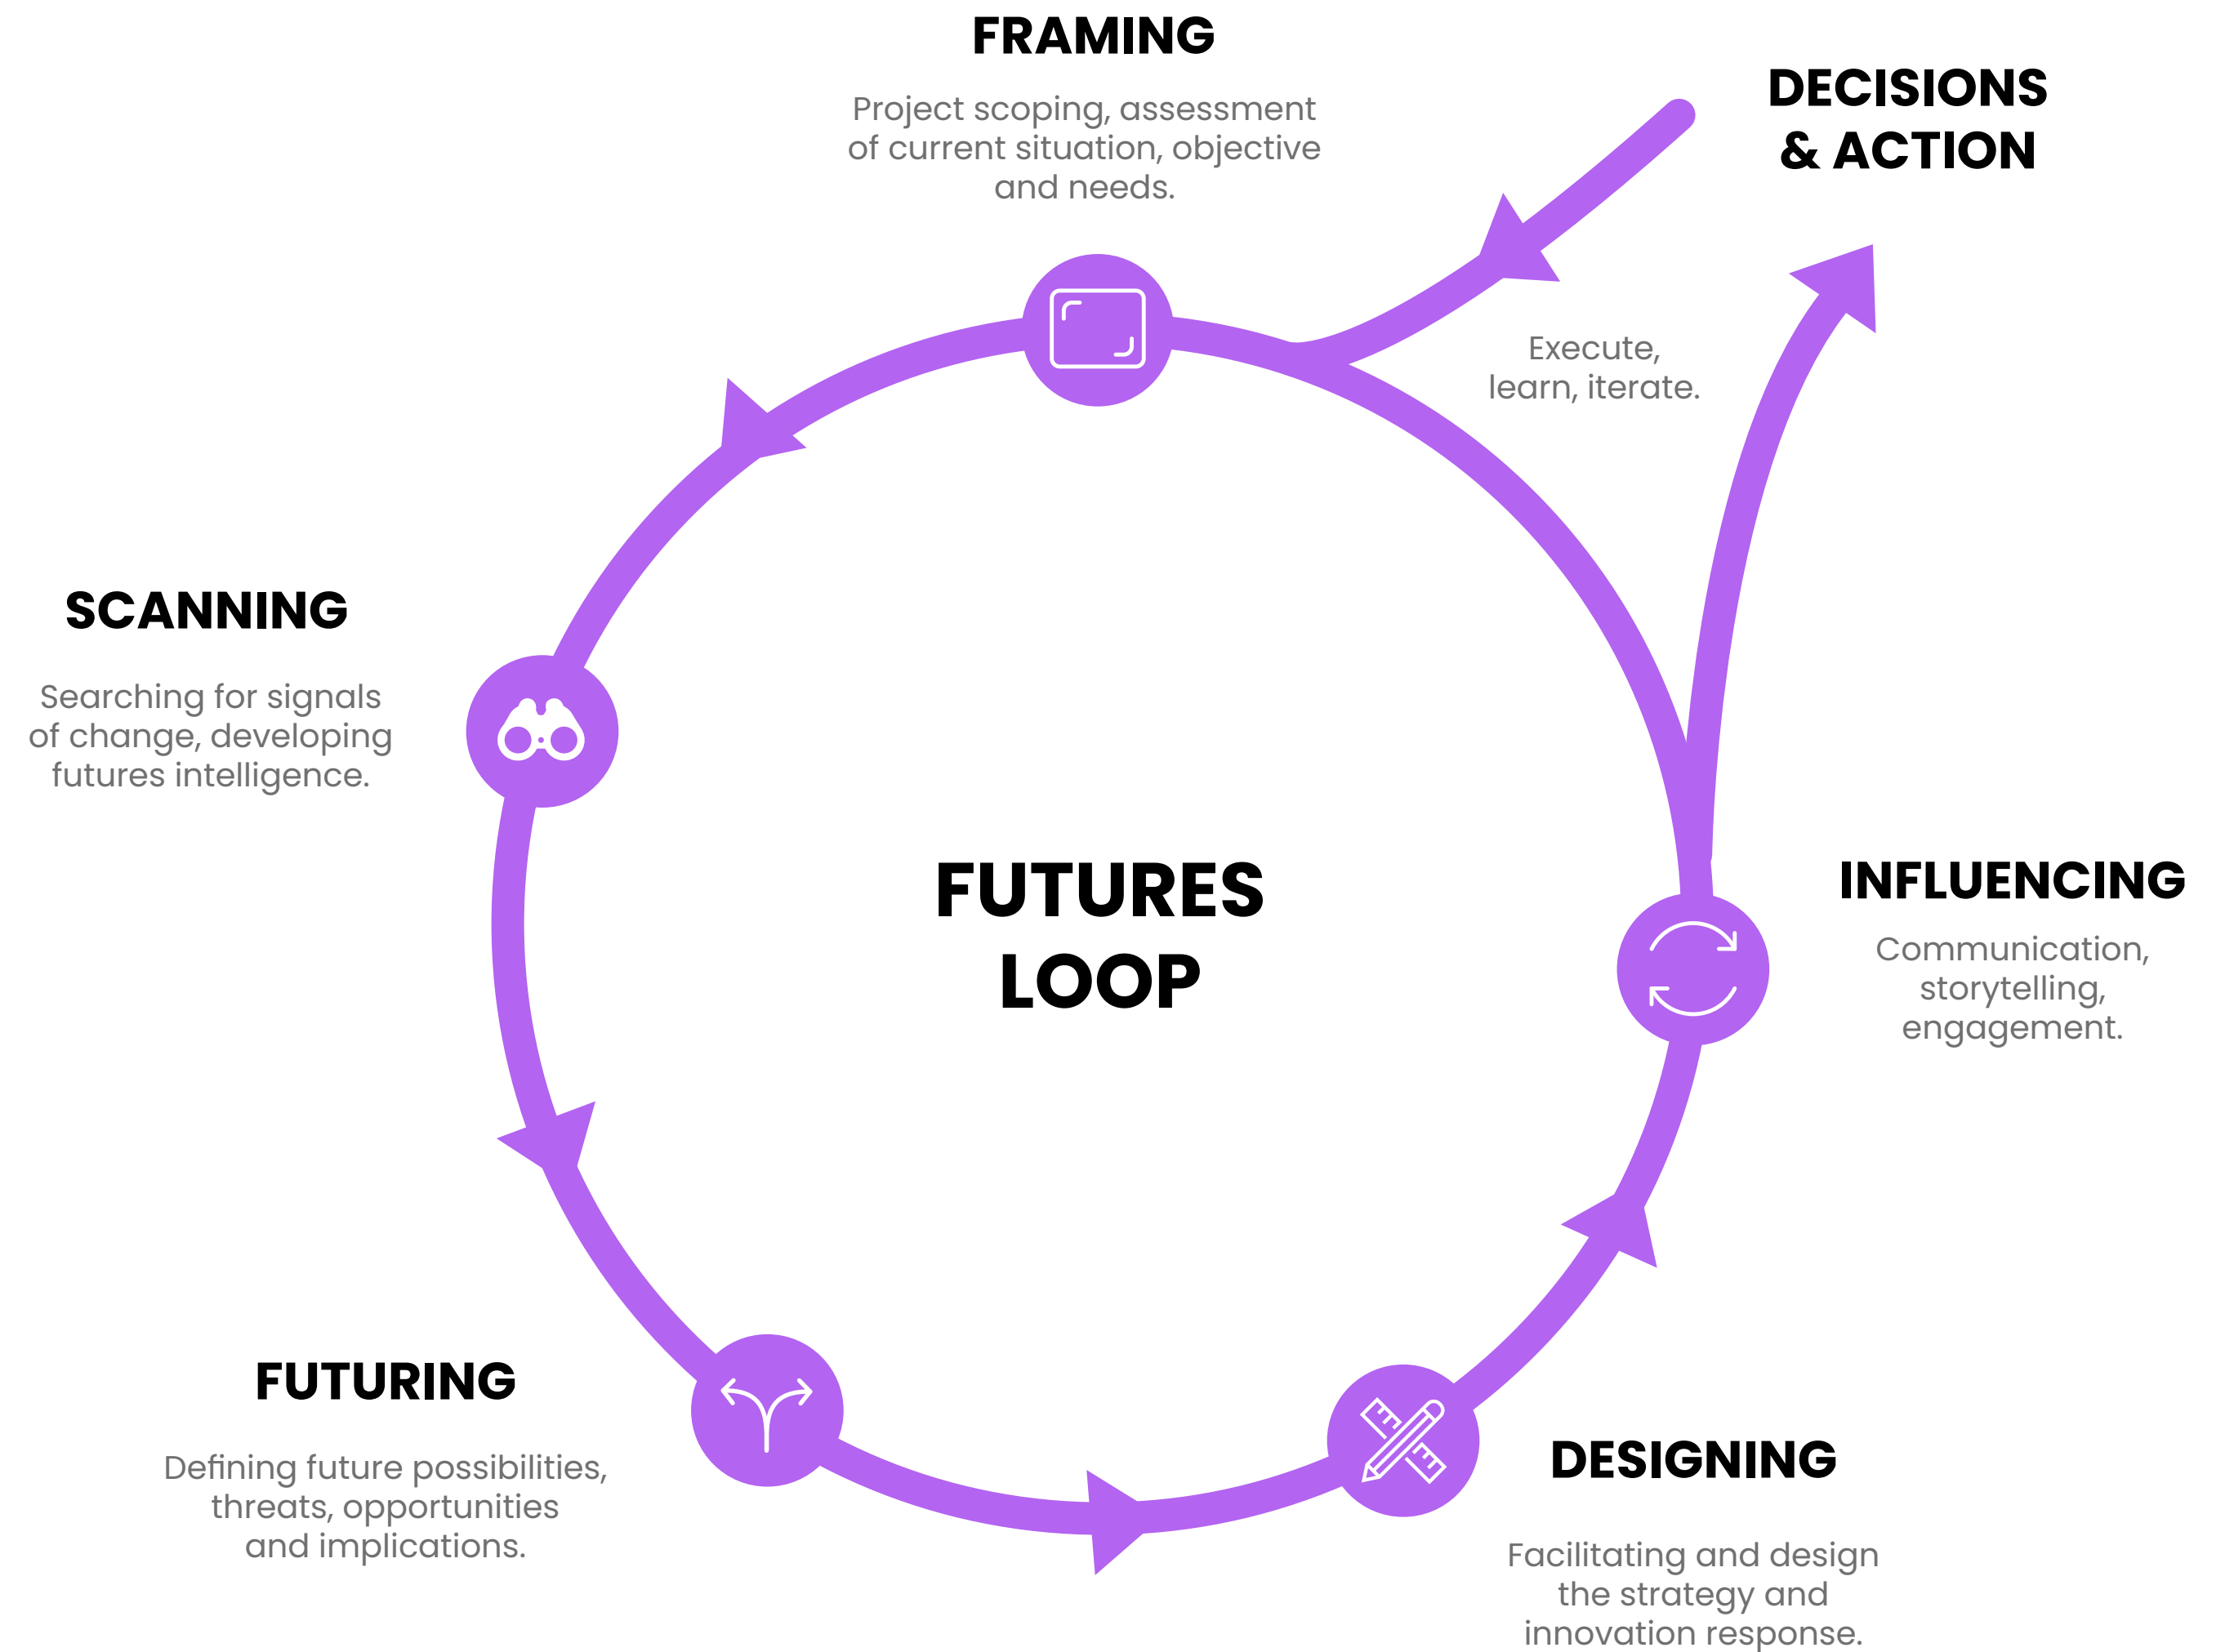 FRAMING
Project scoping, assessment
of current situation, objective
and needs.
DECISIONS
& ACTION
Execute,
learn, iterate.
SCANNING
Searching for signals
of change, developing
futures intelligence.
FUTURES
LOOP
INFLUENCING
Communication,
storytelling,
engagement.
FUTURING
Defining future possibilities,
threats, opportunities
and implications.
DESIGNING
Facilitating and design
the strategy and
innovation response.